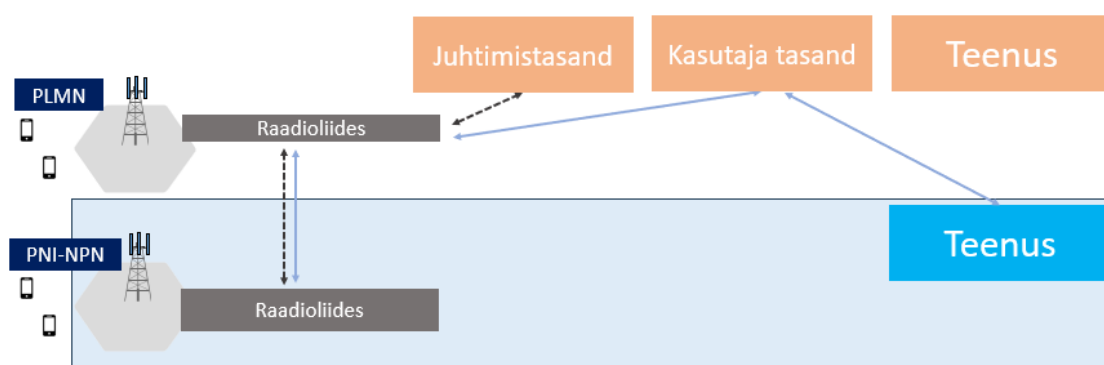 Juhtimistasand
Kasutaja tasand
Teenus
PLMN
Raadioliides
PNI-NPN
Teenus
Raadioliides